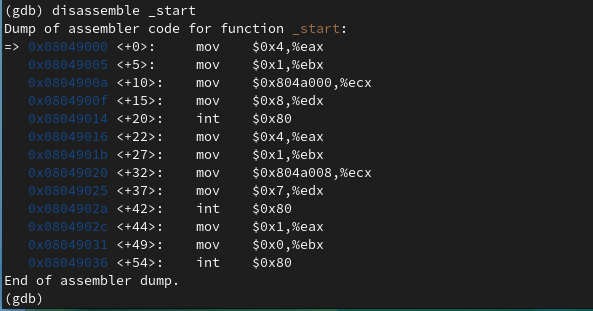 (gdb) disassemble _start
Dump of assembler code for function _start:
=> 0x08049000 <+0>:     mov    $0x4,%eax
   0x08049005 <+5>:     mov    $0x1,%ebx
   0x0804900a <+10>:    mov    $0x804a000,%ecx
   0x0804900f <+15>:    mov    $0x8,%edx
   0x08049014 <+20>:    int    $0x80
   0x08049016 <+22>:    mov    $0x4,%eax
   0x0804901b <+27>:    mov    $0x1,%ebx
   0x08049020 <+32>:    mov    $0x804a008,%ecx
   0x08049025 <+37>:    mov    $0x7,%edx
   0x0804902a <+42>:    int    $0x80
   0x0804902c <+44>:    mov    $0x1,%eax
   0x08049031 <+49>:    mov    $0x0,%ebx
   0x08049036 <+54>:    int    $0x80
End of assembler dump.
(gdb)